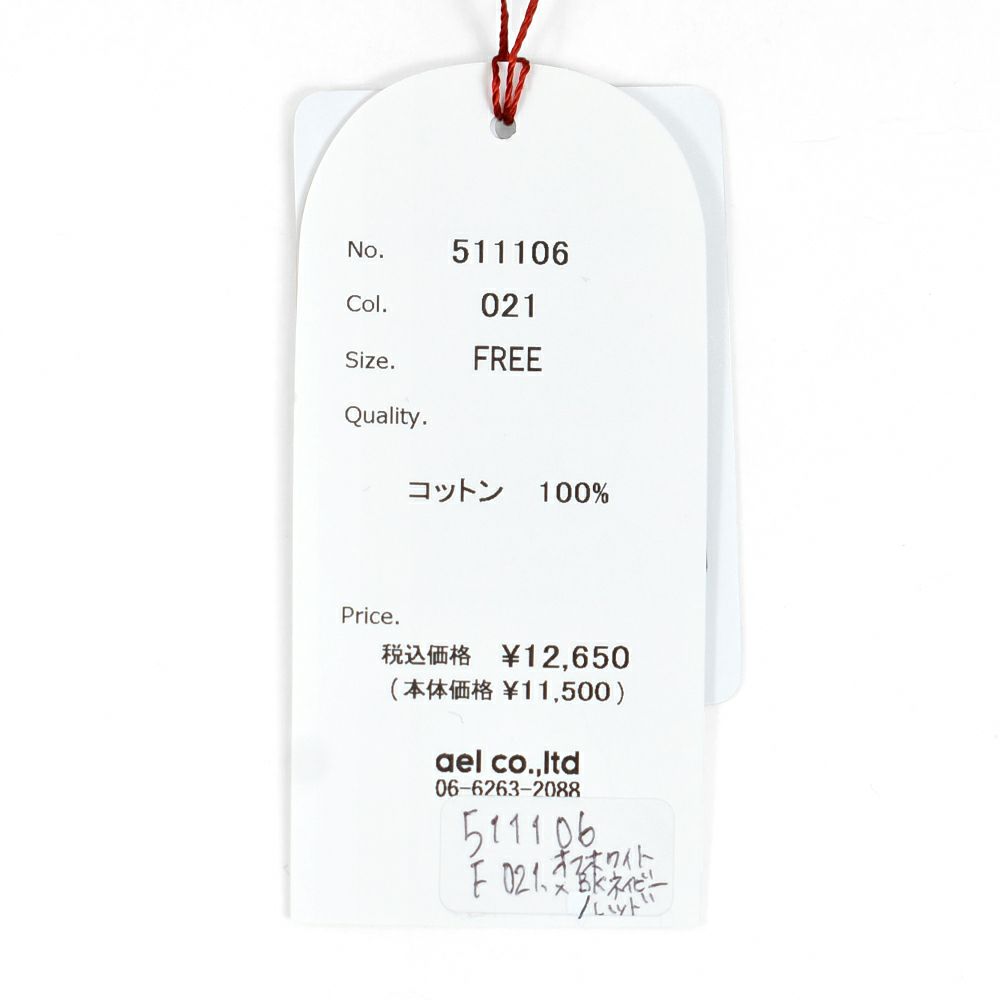 No. 511106
Col. 021
Size. FREE
Quality.
コットン 100%
Price.
税込価格 ¥12,650
(本体価格 ¥11,500)
ael co.,ltd
06-6263-2088
511106
F 021. オフホワイト
× BKネイビー
/レッド